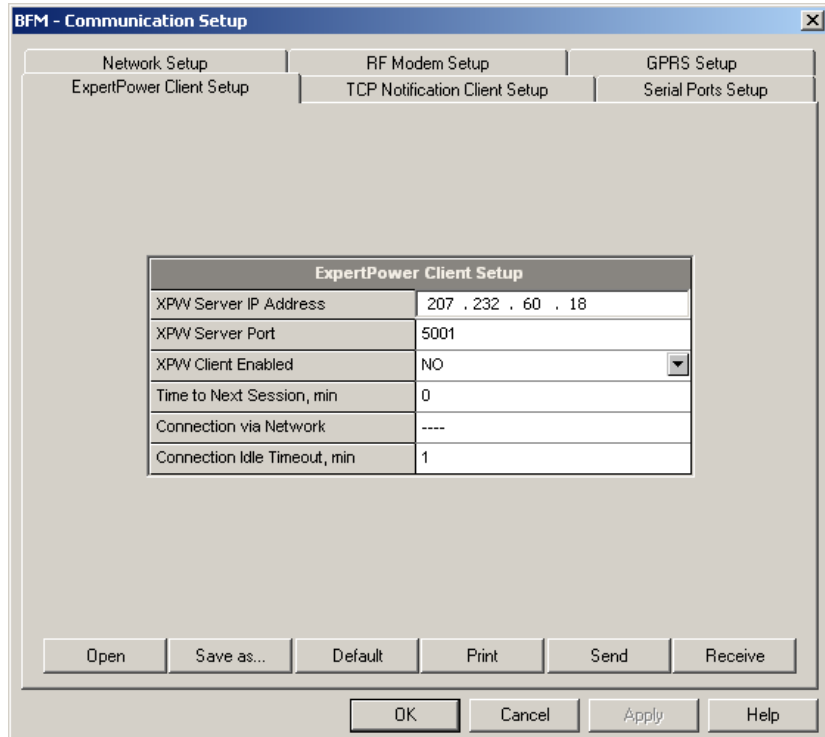 BFM - Communication Setup
Network Setup RF Modem Setup GPRS Setup
ExpertPower Client Setup TCP Notification Client Setup Serial Ports Setup
ExpertPower Client Setup
XPW Server IP Address 207 . 232 . 60 . 18
XPW Server Port 5001
XPW Client Enabled NO
Time to Next Session, min 0
Connection via Network ----
Connection Idle Timeout, min 1
Open Save as... Default Print Send Receive
OK Cancel Apply Help